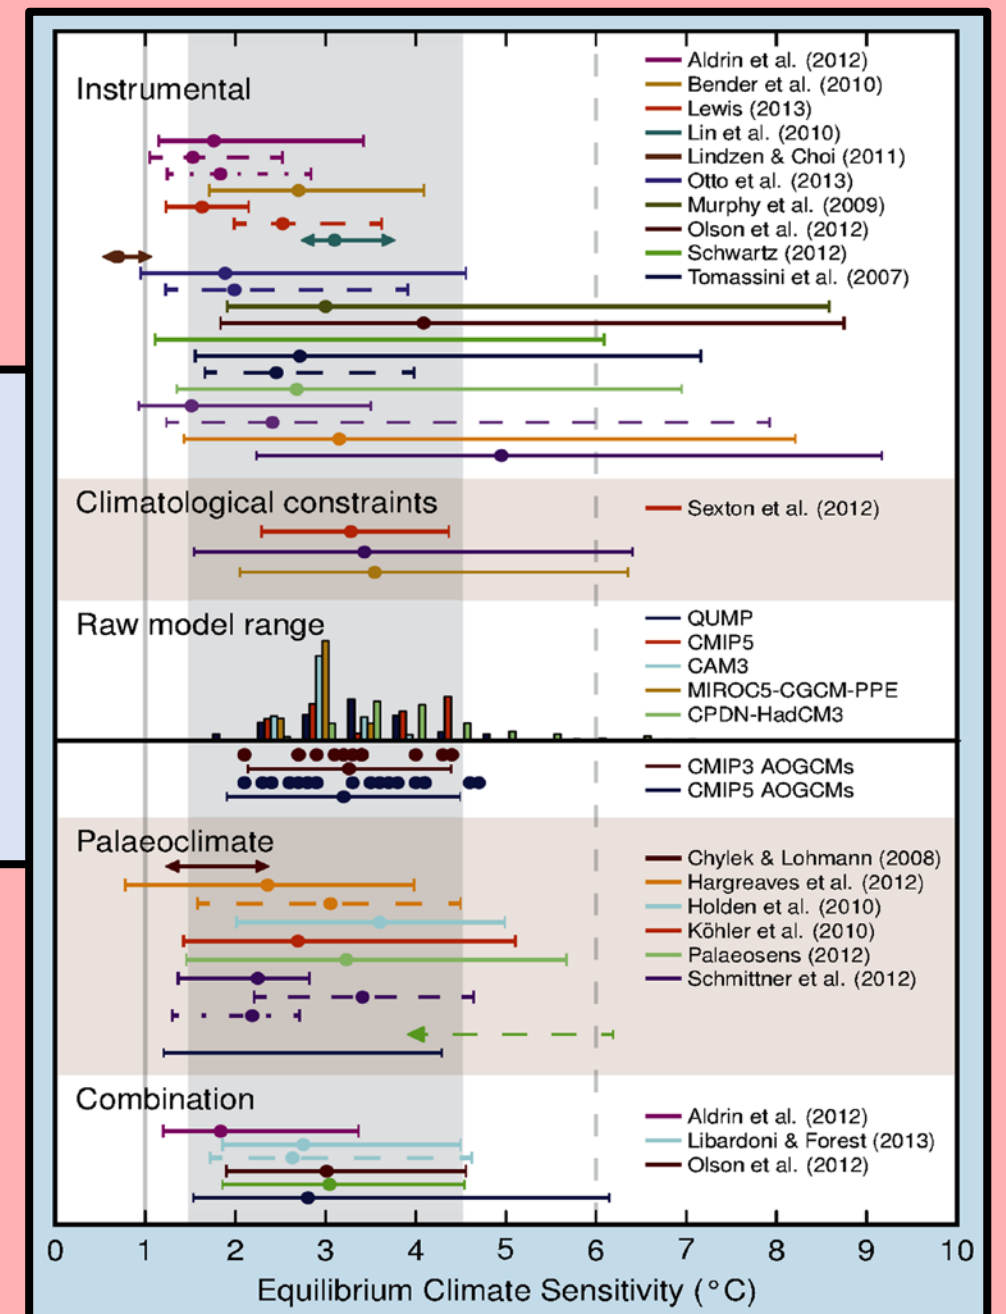 Instrumental
Aldrin et al. (2012)
Bender et al. (2010)
Lewis (2013)
Lin et al. (2010)
Lindzen & Choi (2011)
Otto et al. (2013)
Murphy et al. (2009)
Olson et al. (2012)
Schwartz (2012)
Tomassini et al. (2007)
Climatological constraints
Sexton et al. (2012)
Raw model range
QUMP
CMIP5
CAM3
MIROC5-CGCM-PPE
CPDN-HadCM3
CMIP3 AOGCMs
CMIP5 AOGCMs
Palaeoclimate
Chylek & Lohmann (2008)
Hargreaves et al. (2012)
Holden et al. (2010)
Köhler et al. (2010)
Palaeosens (2012)
Schmittner et al. (2012)
Combination
Aldrin et al. (2012)
Libardoni & Forest (2013)
Olson et al. (2012)
0 1 2 3 4 5 6 7 8 9 10
Equilibrium Climate Sensitivity (°C)